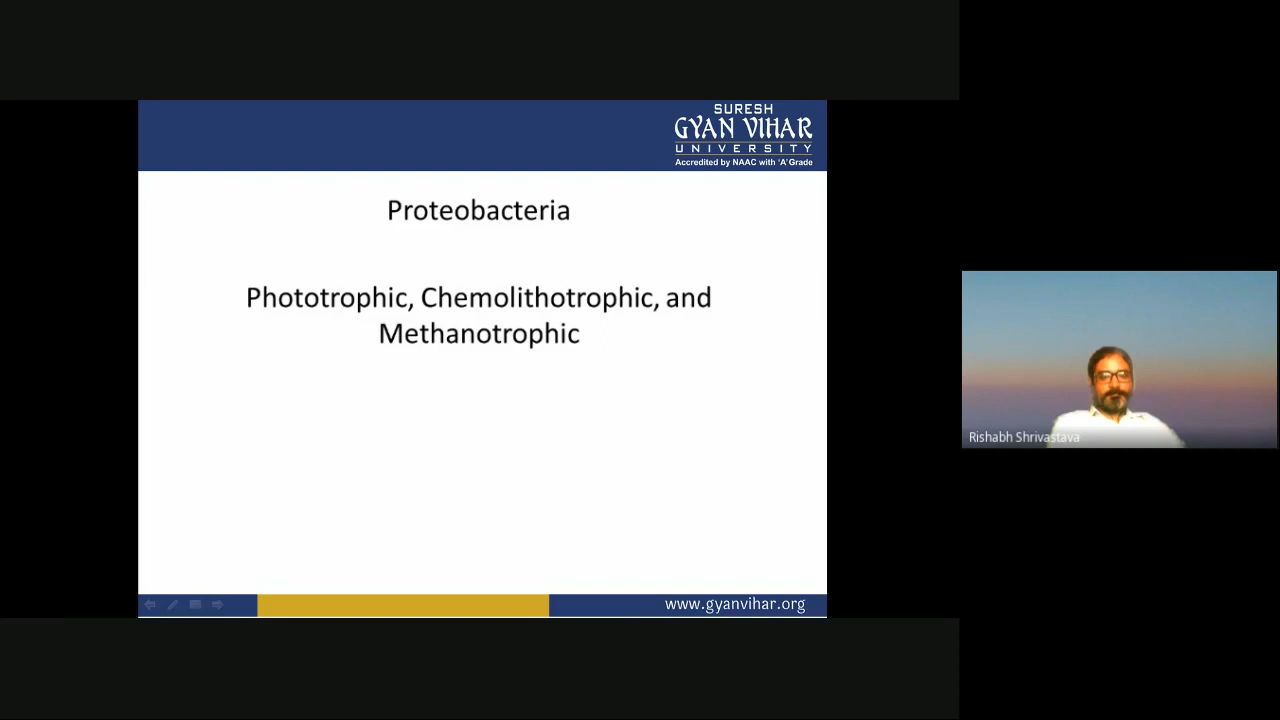 SURESH
GYAN VIHAR
UNIVERSITY
Accredited by NAAC with 'A' Grade
Proteobacteria
Phototrophic, Chemolithotrophic, and
Methanotrophic
Rishabh Shrivastava
www.gyanvihar.org